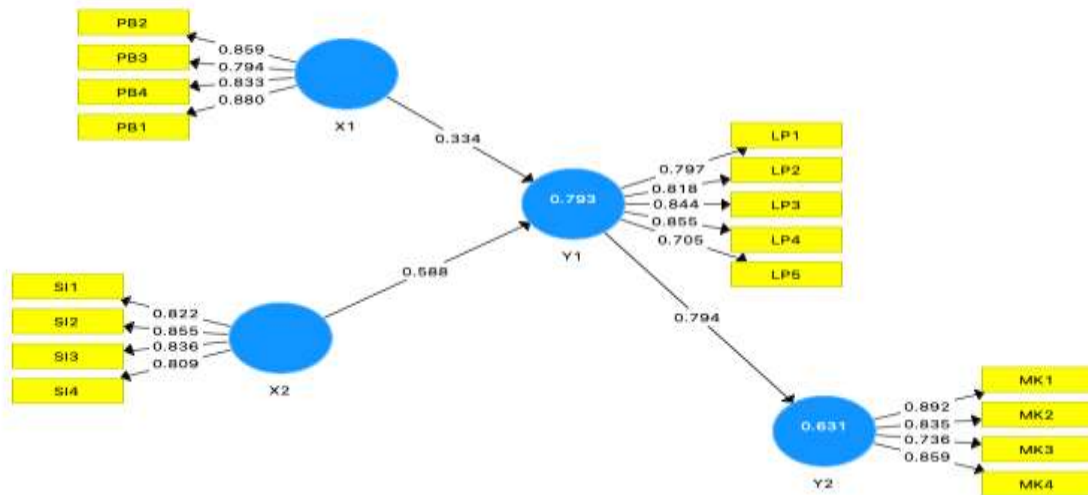 PB2
PB3
PB4
PB1
0.859
0.794
0.833
0.880
X1
0.334
SI1
SI2
SI3
SI4
0.822
0.855
0.836
0.809
X2
0.588
0.793
Y1
0.797
0.818
0.844
0.855
0.705
LP1
LP2
LP3
LP4
LP5
0.794
0.631
Y2
0.892
0.835
0.736
0.859
MK1
MK2
MK3
MK4